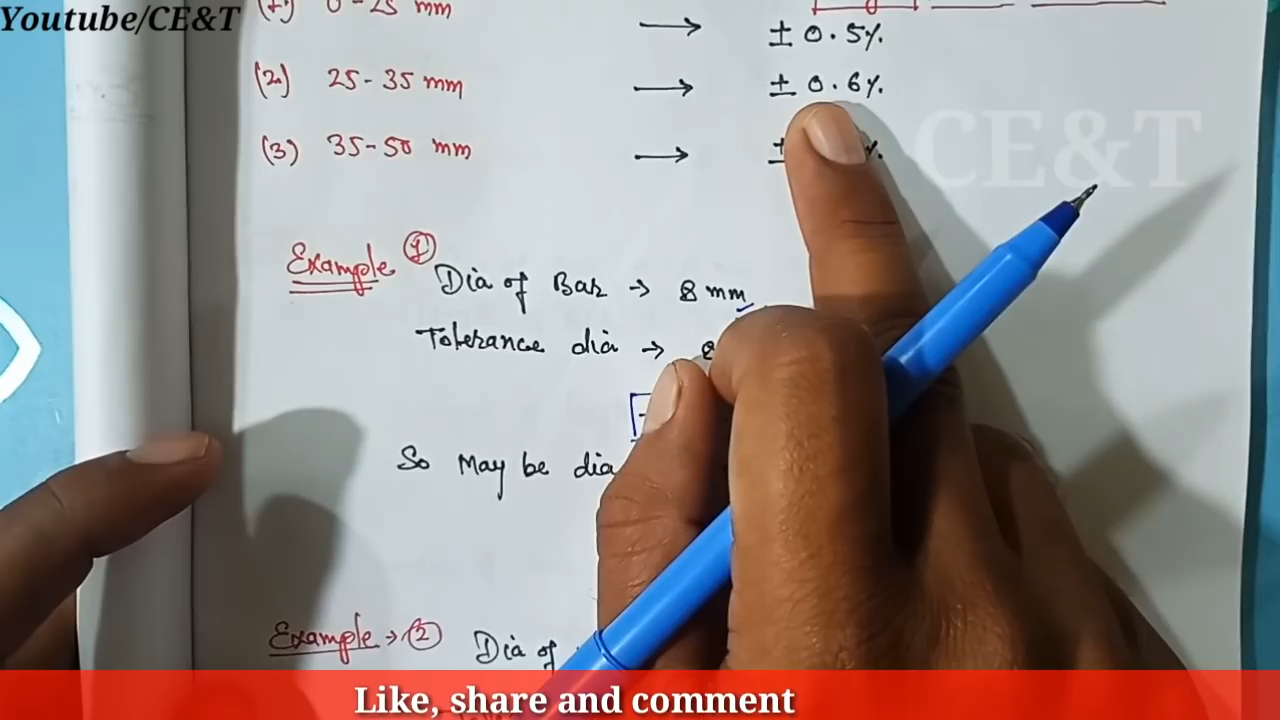 Youtube/CE&T
0-25 mm → ± 0.5%.
(2) 25-35 mm → ± 0.6%.
CE&T
(3) 35-50 mm → ± %.
Example ① Dia of Bar → 8 mm
Tolerance dia → 8
So May be dia
Example → ② Dia of
Like, share and comment